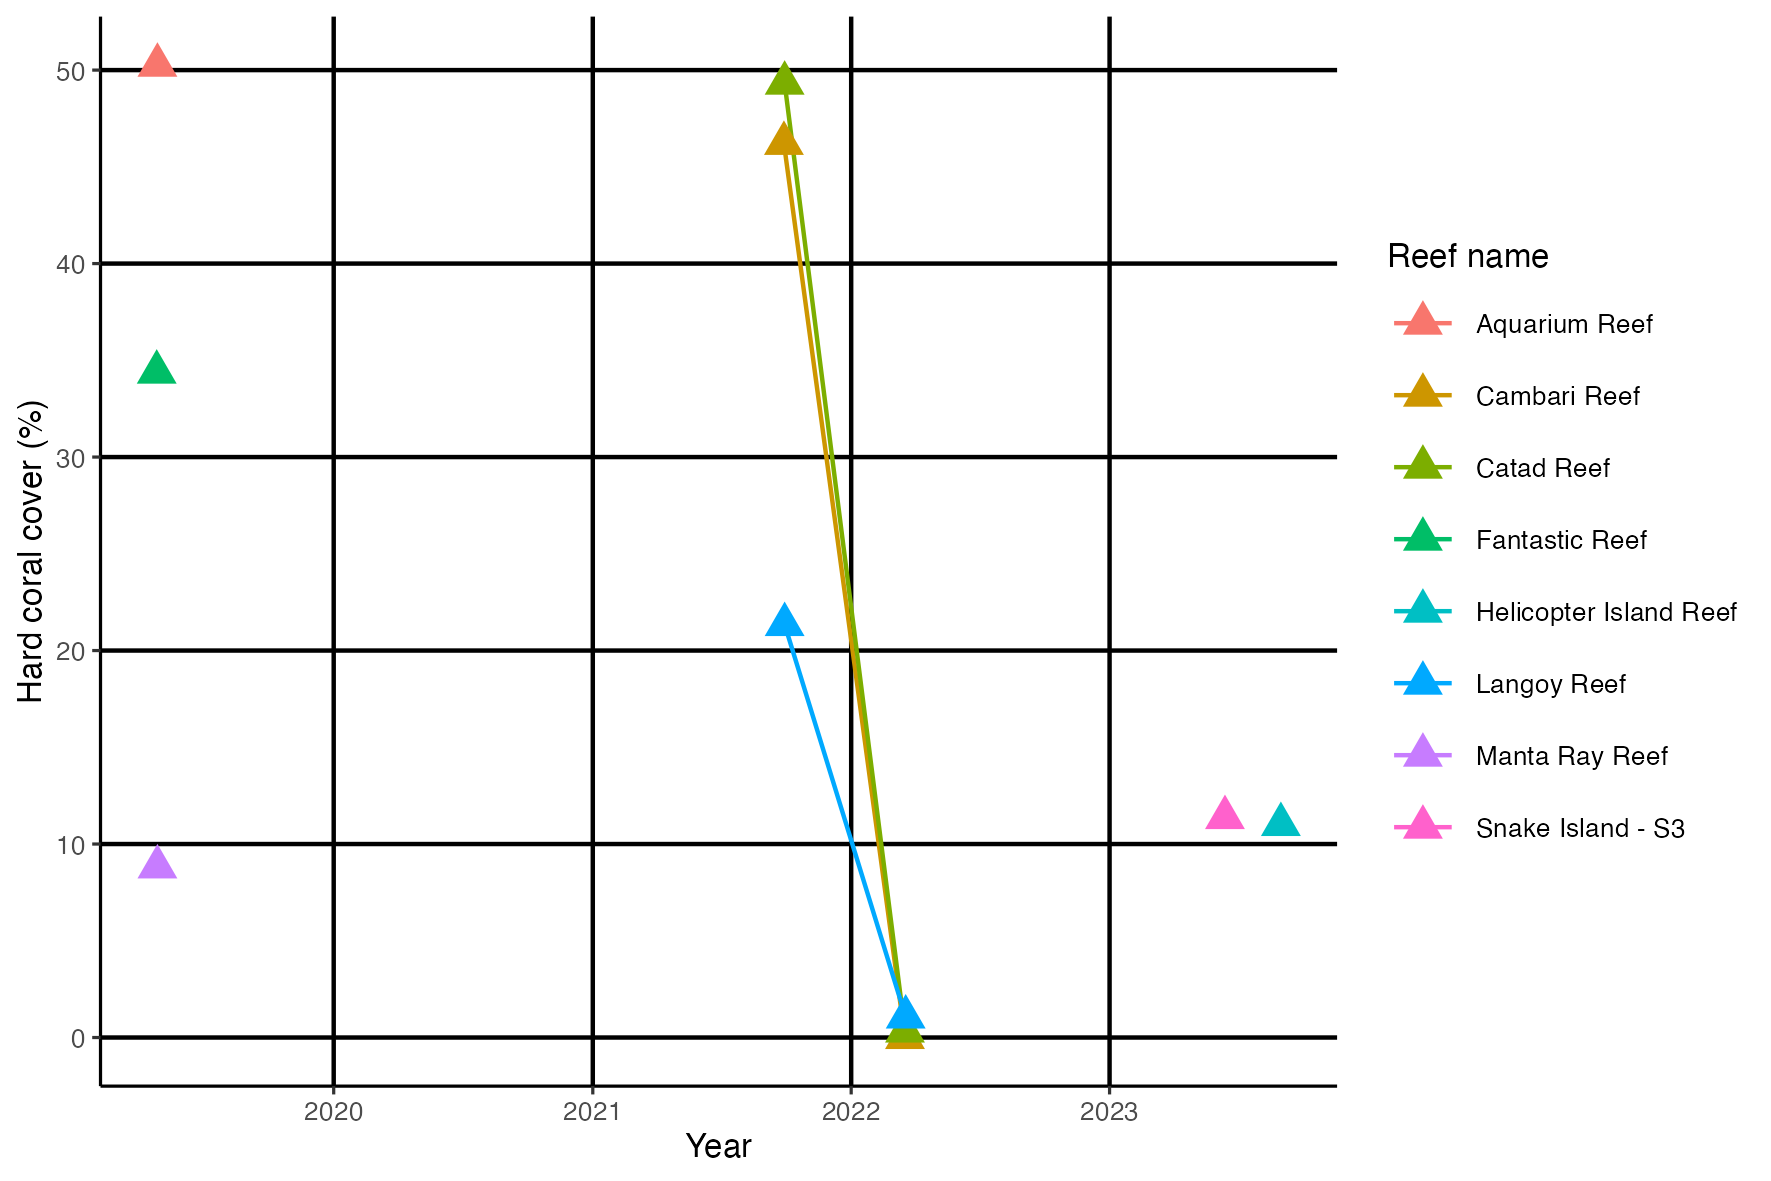 50
40
30
20
10
0
Hard coral cover (%)
2020
2021
2022
2023
Year
Reef name
Aquarium Reef
Cambari Reef
Catad Reef
Fantastic Reef
Helicopter Island Reef
Langoy Reef
Manta Ray Reef
Snake Island - S3